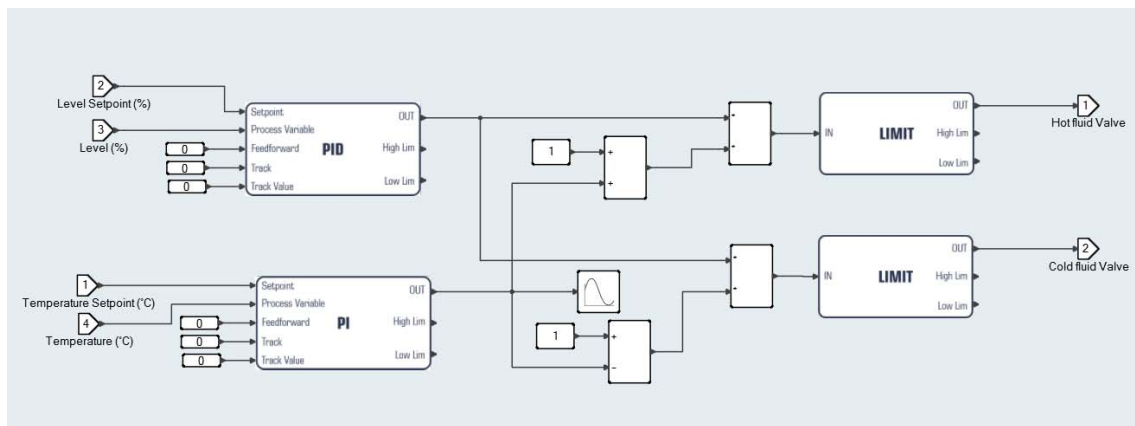 2
Level Setpoint (%)
3
Level (%)
0
0
0
Setpoint
Process Variable
Feedforward
Track
Track Value
PID
OUT
High Lim
Low Lim
1
Temperature Setpoint (°C)
4
Temperature (°C)
0
0
0
Setpoint
Process Variable
Feedforward
Track
Track Value
PI
OUT
High Lim
Low Lim
1
+
+
1
+
−
IN
LIMIT
OUT
High Lim
Low Lim
1
Hot fluid Valve
IN
LIMIT
OUT
High Lim
Low Lim
2
Cold fluid Valve